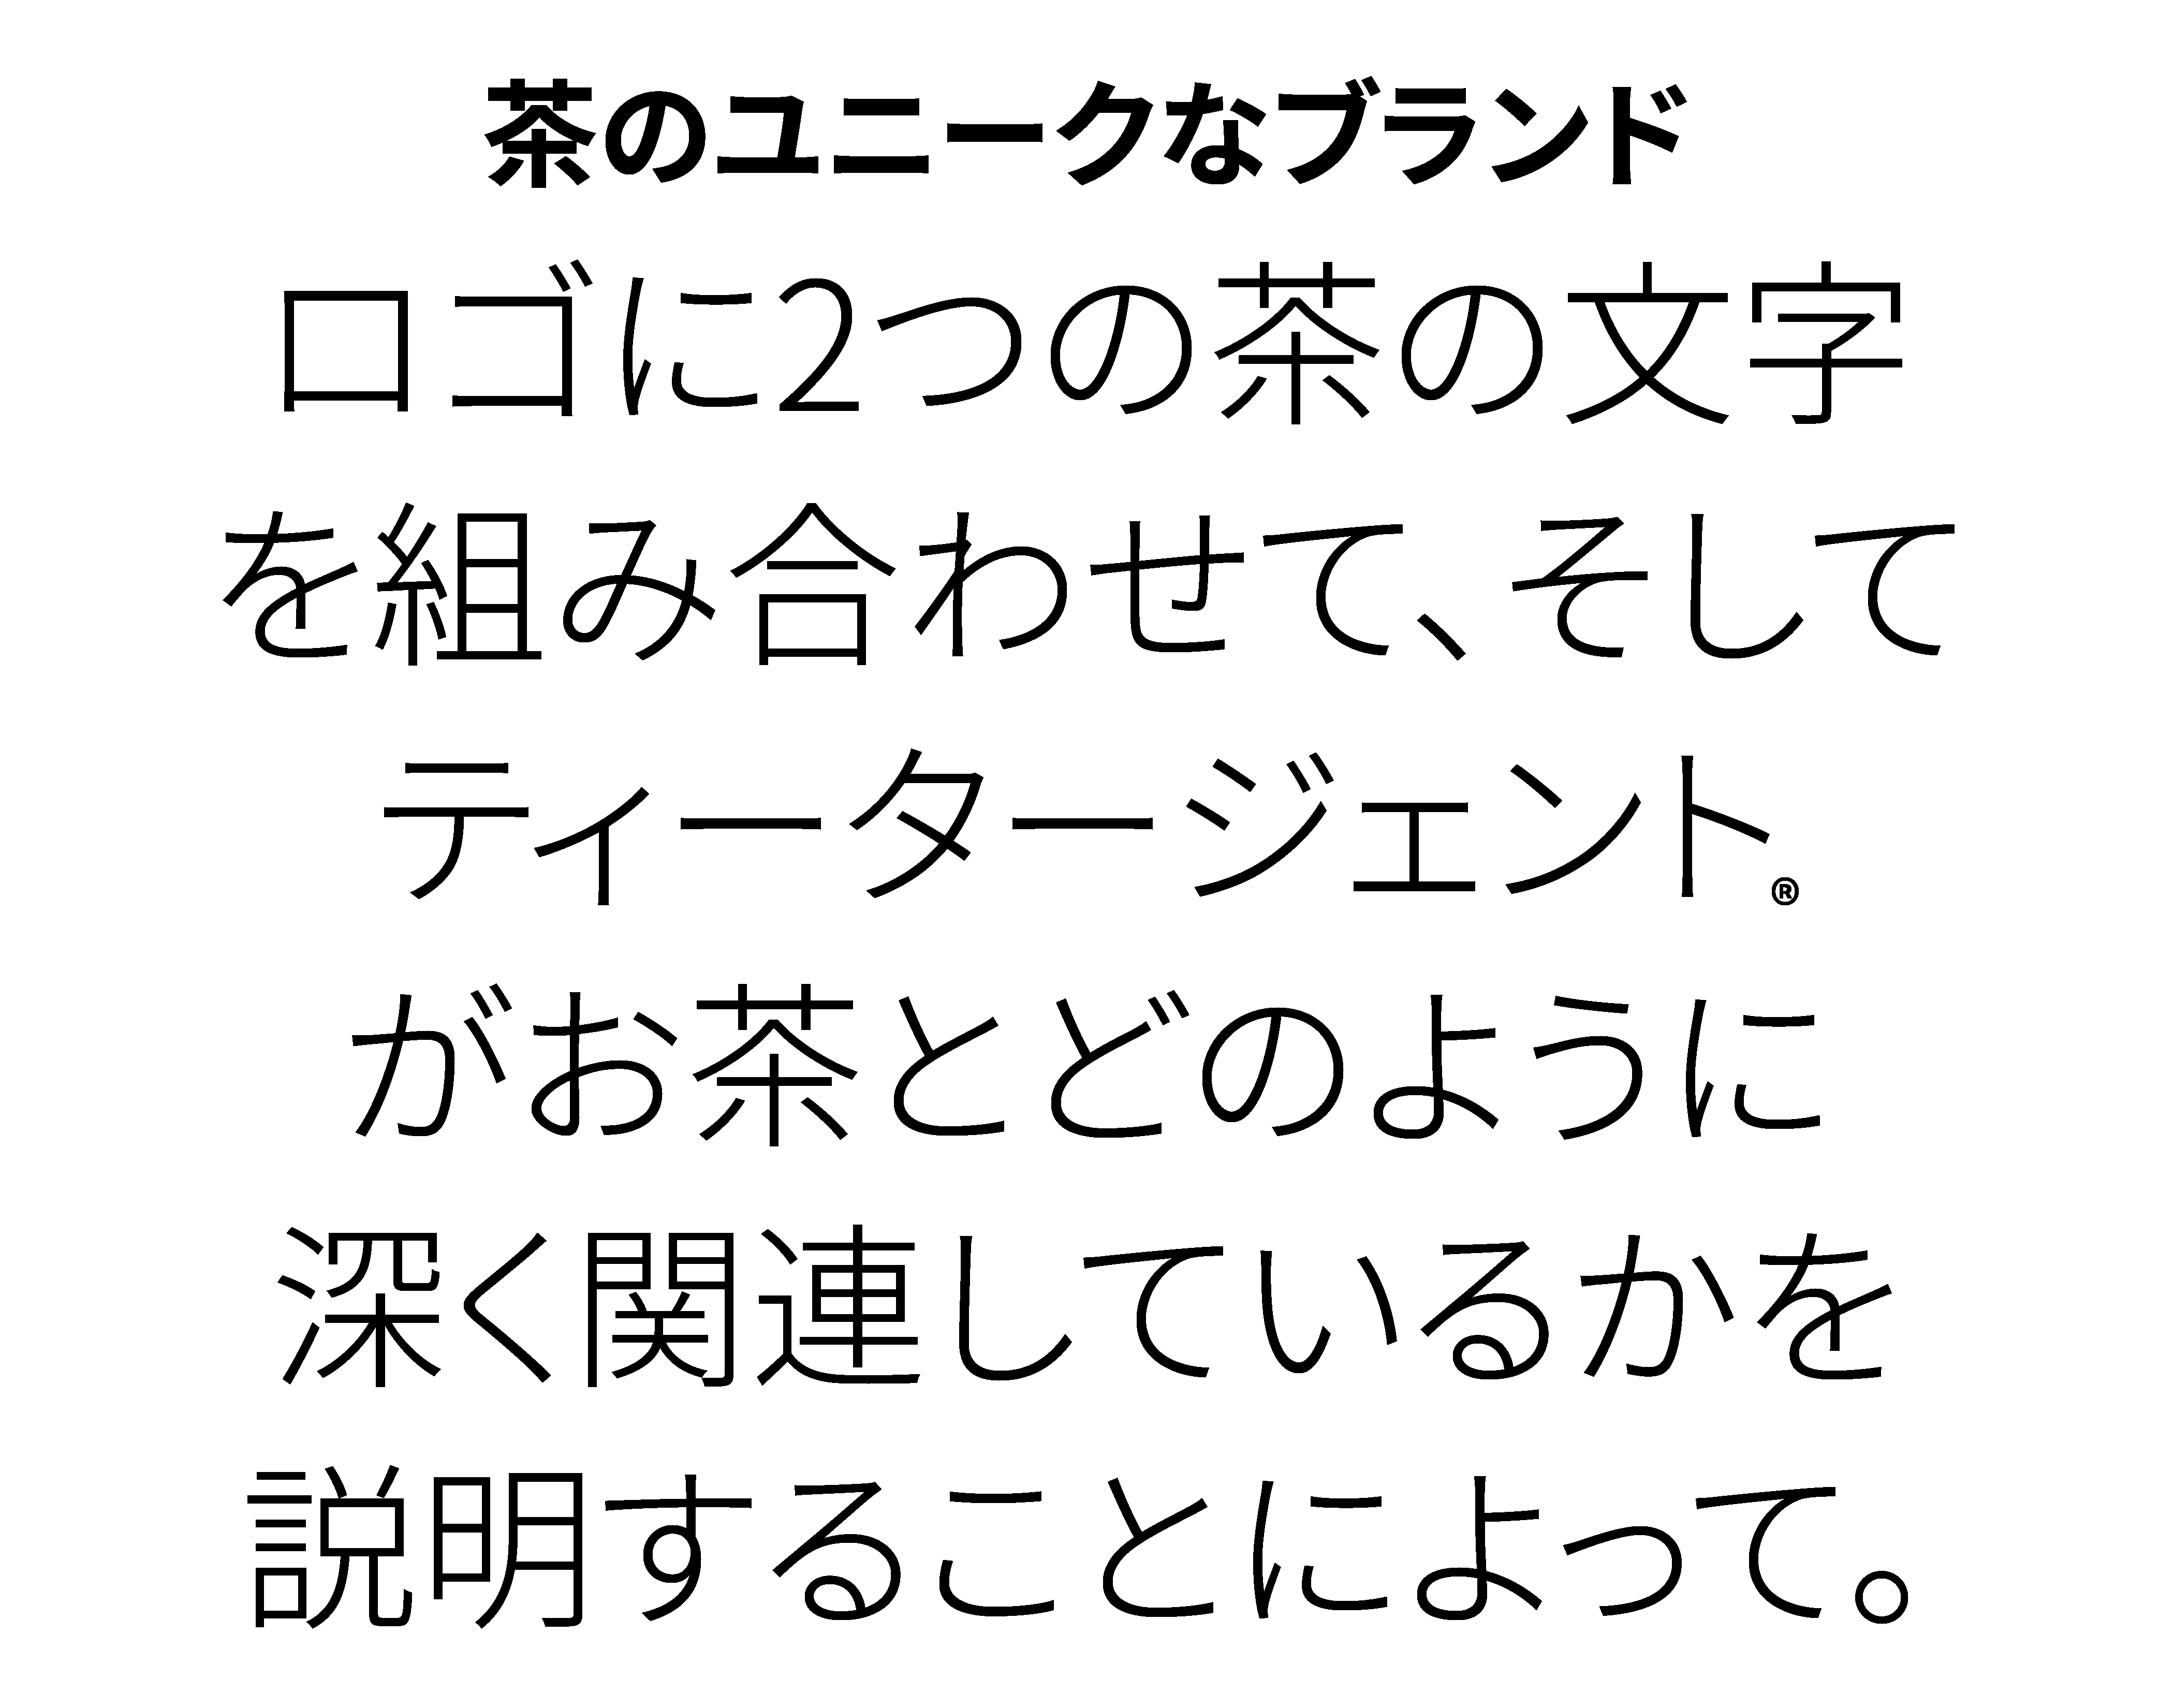 茶のユニークなブランド
ロゴに2つの茶の文字
を組み合わせて、そして
ティータージェント®
がお茶とどのように
深く関連しているかを
説明することによって。